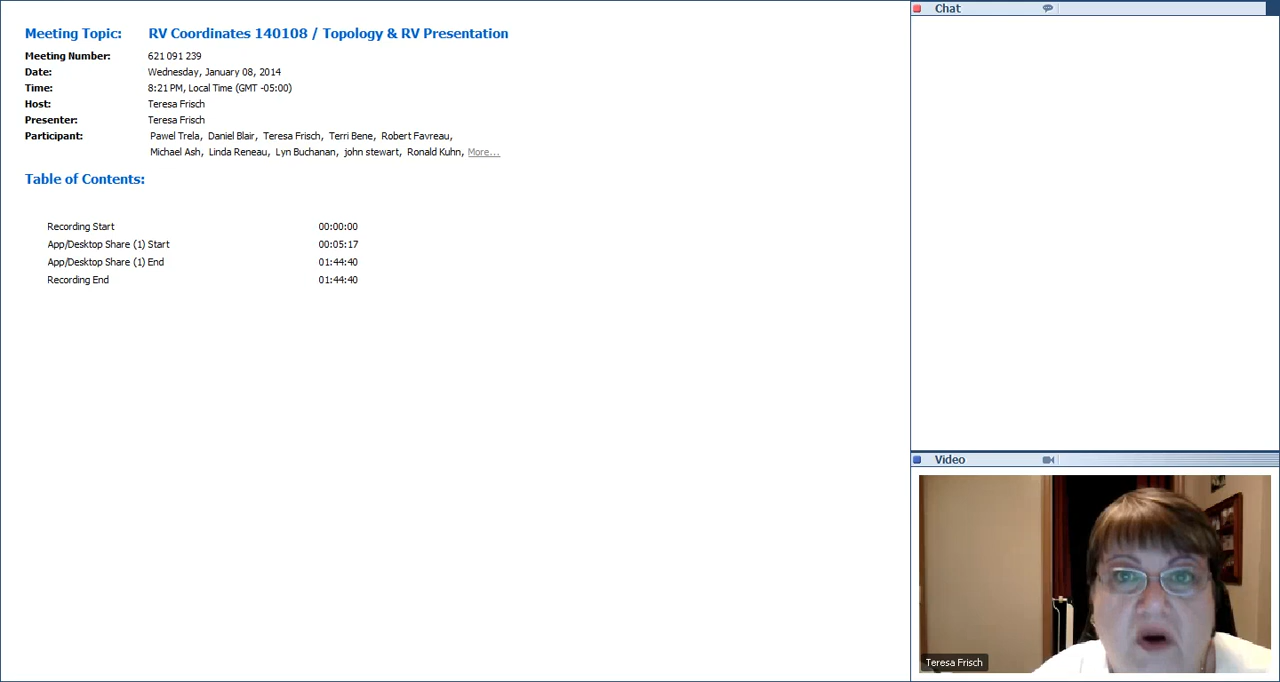 Meeting Topic: RV Coordinates 140108 / Topology & RV Presentation
Meeting Number: 621 091 239
Date: Wednesday, January 08, 2014
Time: 8:21 PM, Local Time (GMT -05:00)
Host: Teresa Frisch
Presenter: Teresa Frisch
Participant: Pawel Trela, Daniel Blair, Teresa Frisch, Terri Bene, Robert Favreau,
Michael Ash, Linda Reneau, Lyn Buchanan, john stewart, Ronald Kuhn, More...
Table of Contents:
Recording Start 00:00:00
App/Desktop Share (1) Start 00:05:17
App/Desktop Share (1) End 01:44:40
Recording End 01:44:40
Chat
Video
Teresa Frisch